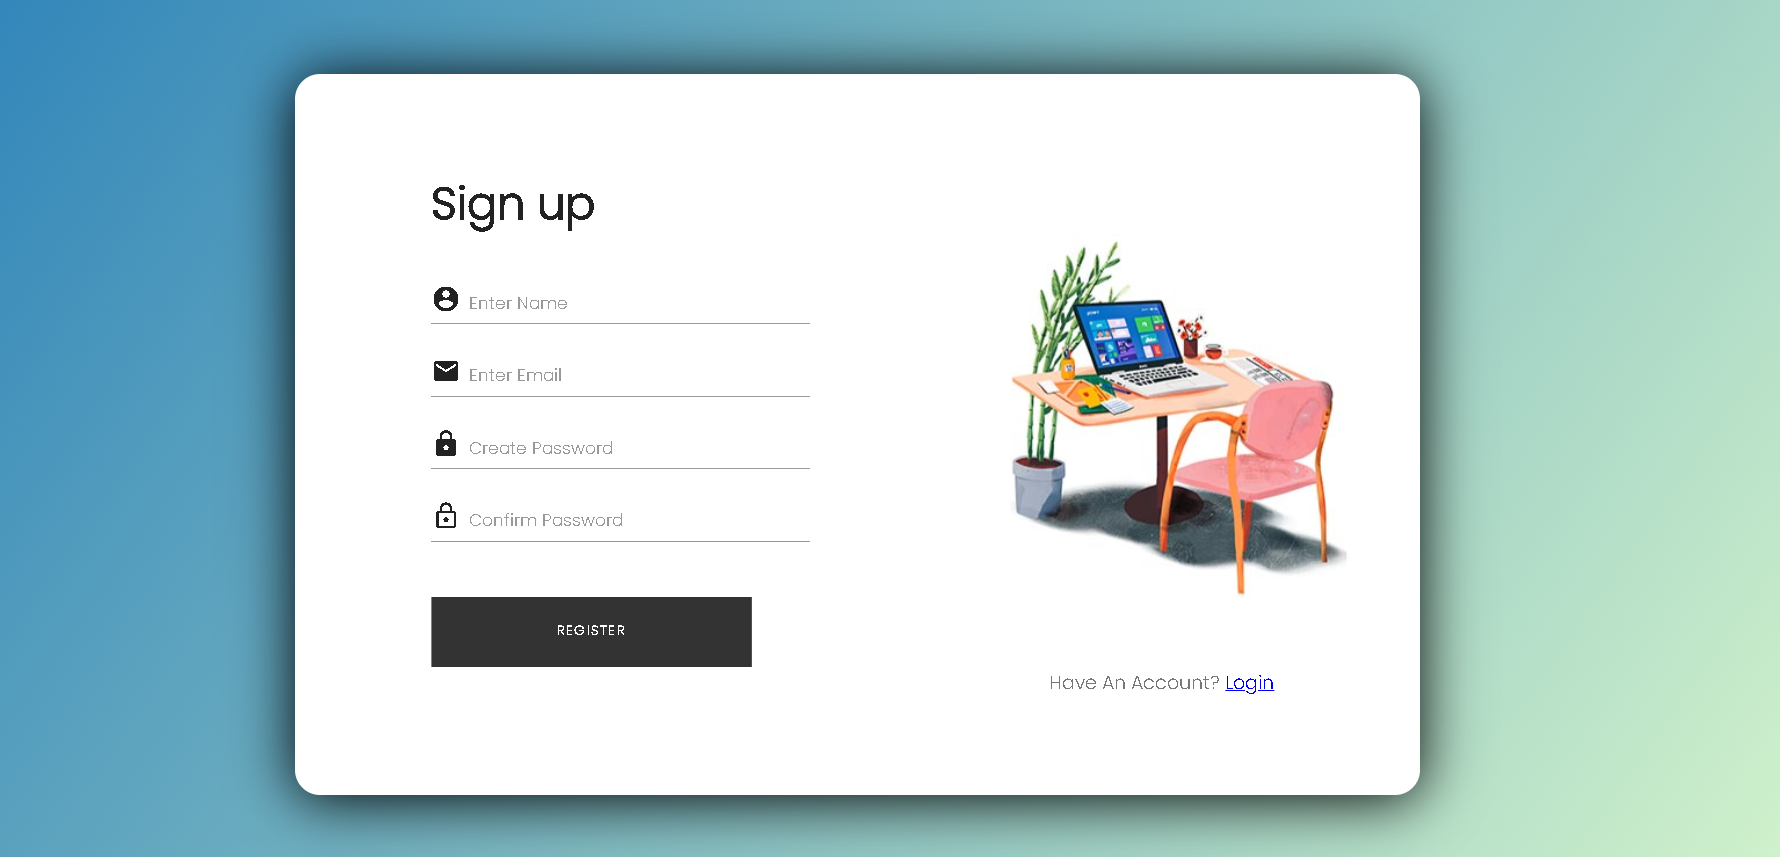 Sign up
Enter Name
Enter Email
Create Password
Confirm Password
REGISTER
Have An Account? Login